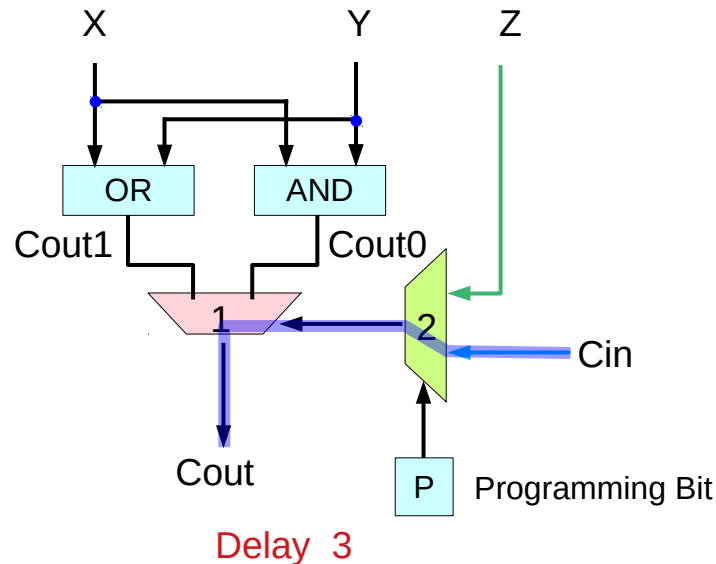 X Y Z
OR AND
Cout1 Cout0
1 2
Cin
Cout
P Programming Bit
Delay 3